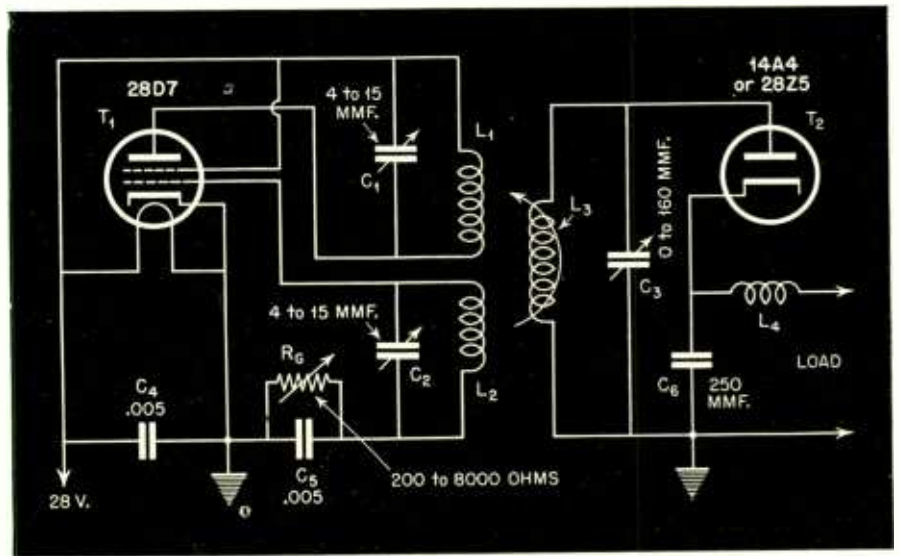 28D7
T1
4 to 15
MMF.
C1
L1
L3
14A4
or 28Z5
T2
0 to 160 MMF.
C3
4 to 15 MMF.
C2
L2
RG
C4
.005
C5
.005
200 to 8000 OHMS
28 V.
L4
C6
250
MMF.
LOAD